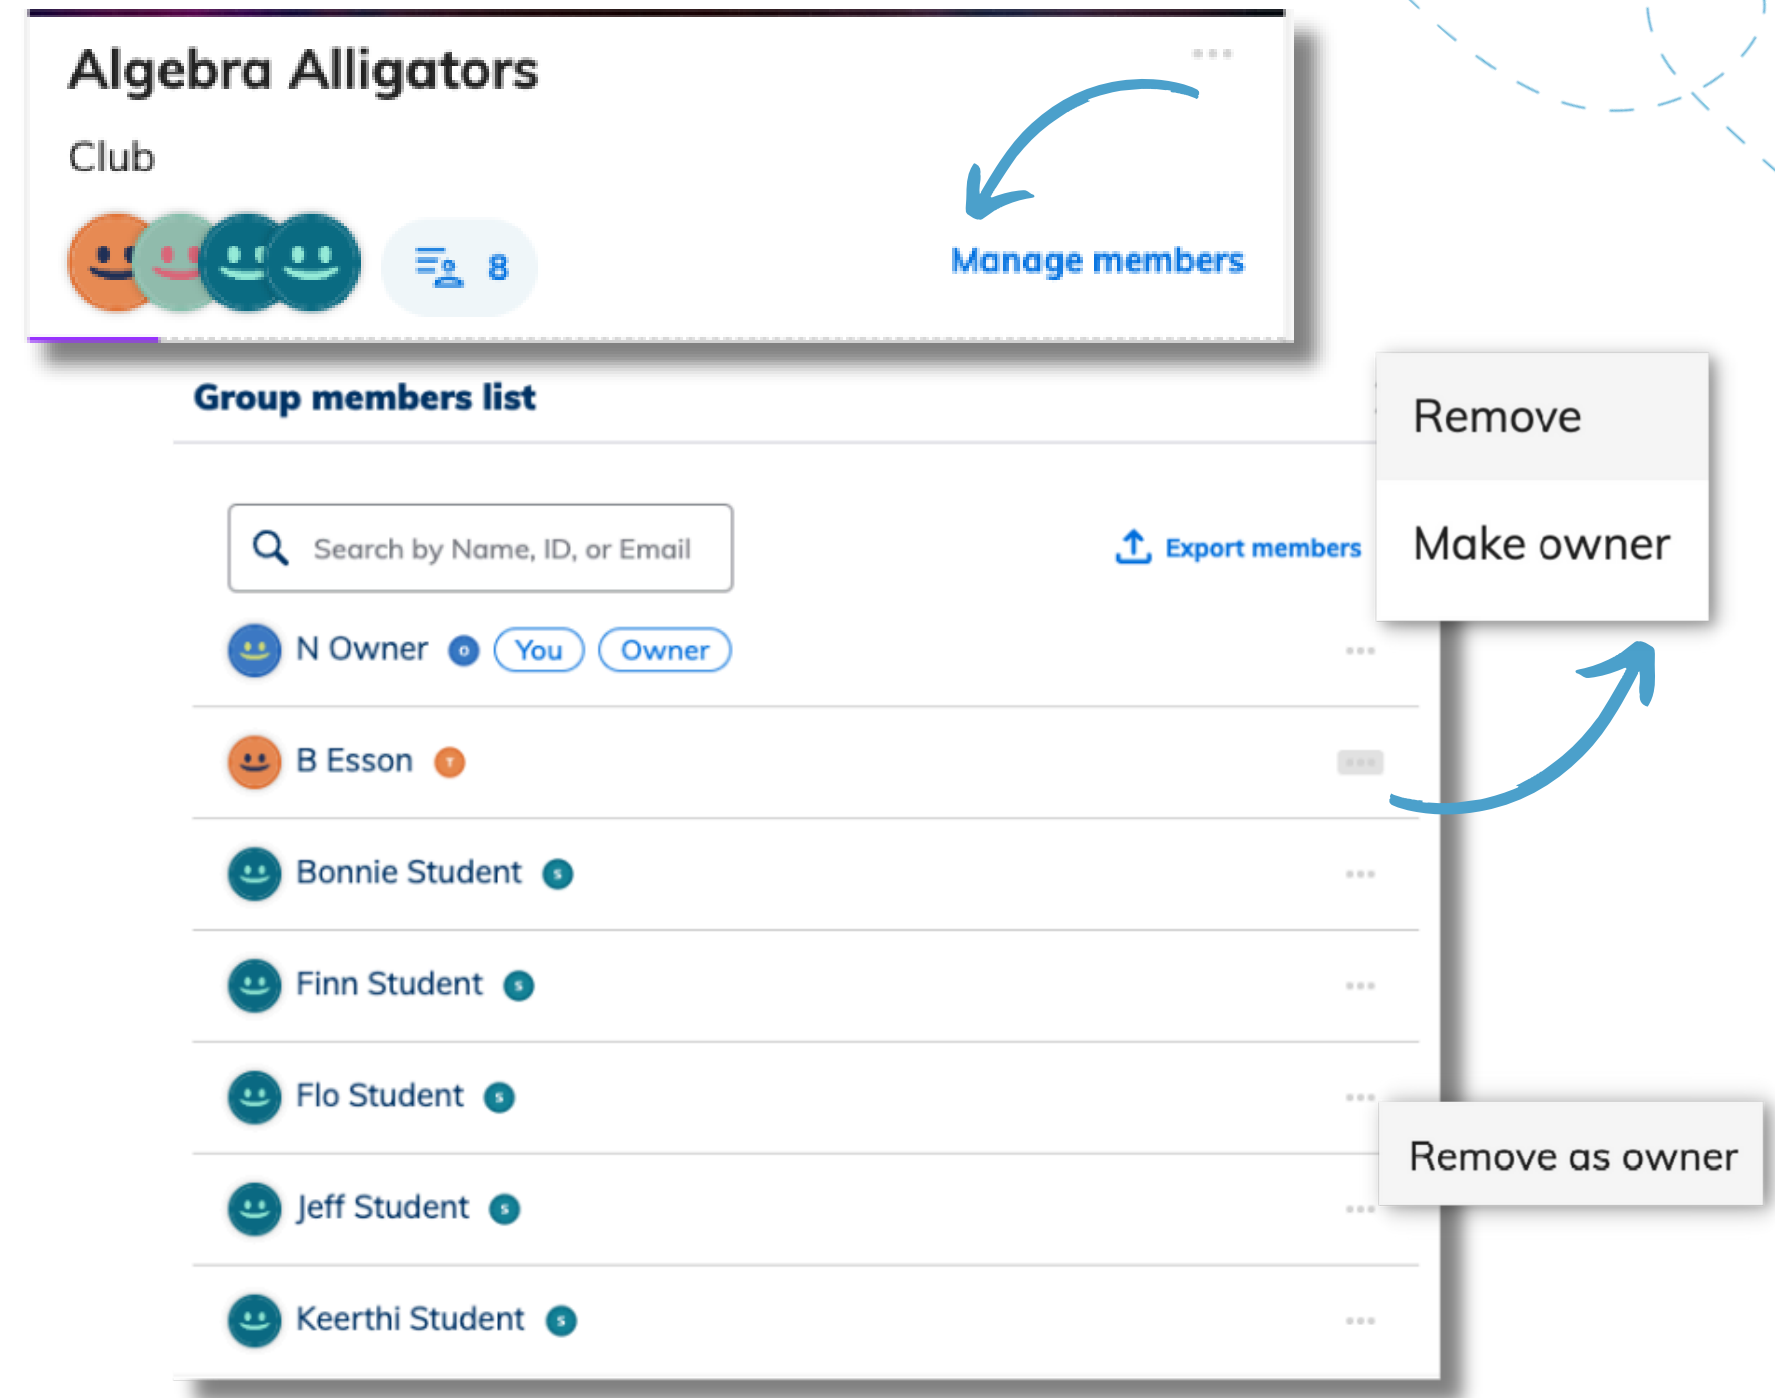 Algebra Alligators
Club
8
Manage members
Group members list
Remove
Make owner
Search by Name, ID, or Email
Export members
N Owner O You Owner
B Esson T
Bonnie Student S
Finn Student S
Flo Student S
Remove as owner
Jeff Student S
Keerthi Student S